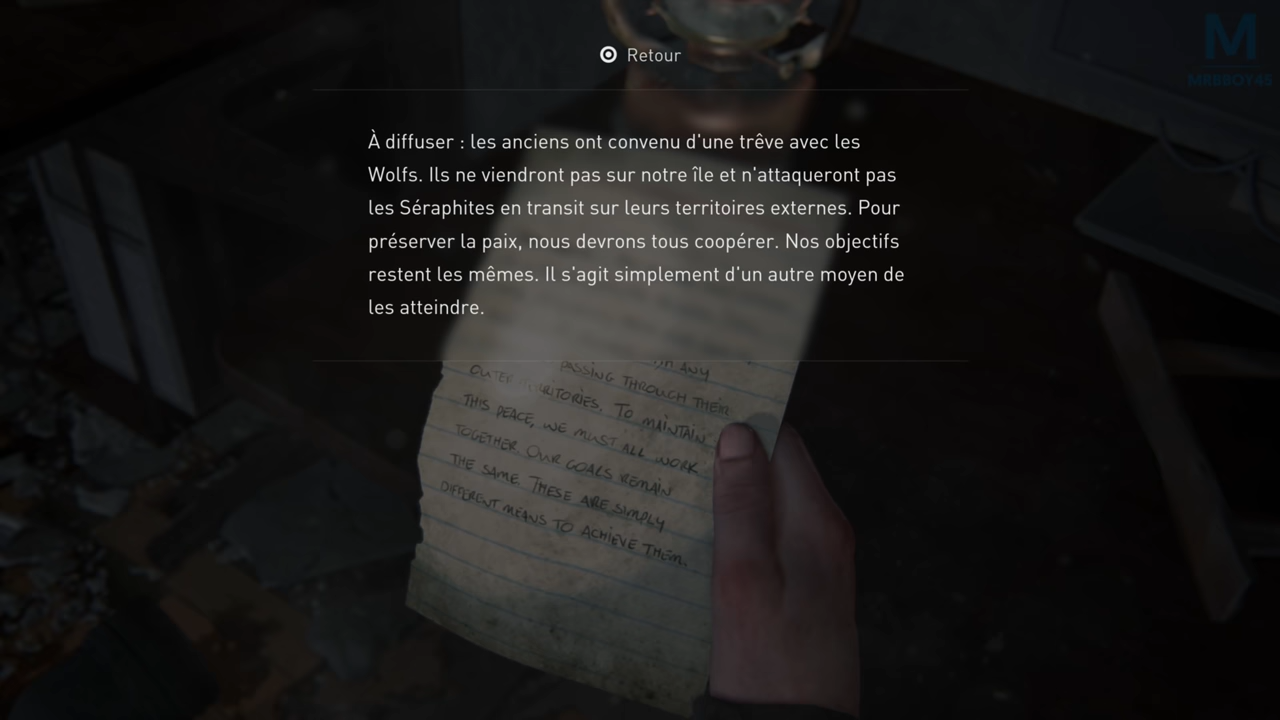 M
MRBBOY45
Retour
À diffuser : les anciens ont convenu d'une trêve avec les
Wolfs. Ils ne viendront pas sur notre île et n'attaqueront pas
les Séraphites en transit sur leurs territoires externes. Pour
préserver la paix, nous devrons tous coopérer. Nos objectifs
restent les mêmes. Il s'agit simplement d'un autre moyen de
les atteindre.
ANY
PASSING THROUGH THEIR
OUTER TERRITORIES. TO MAINTAIN
THIS PEACE, WE MUST ALL WORK
TOGETHER. OUR GOALS REMAIN
THE SAME. THESE ARE SIMPLY
DIFFERENT MEANS TO ACHIEVE THEM.